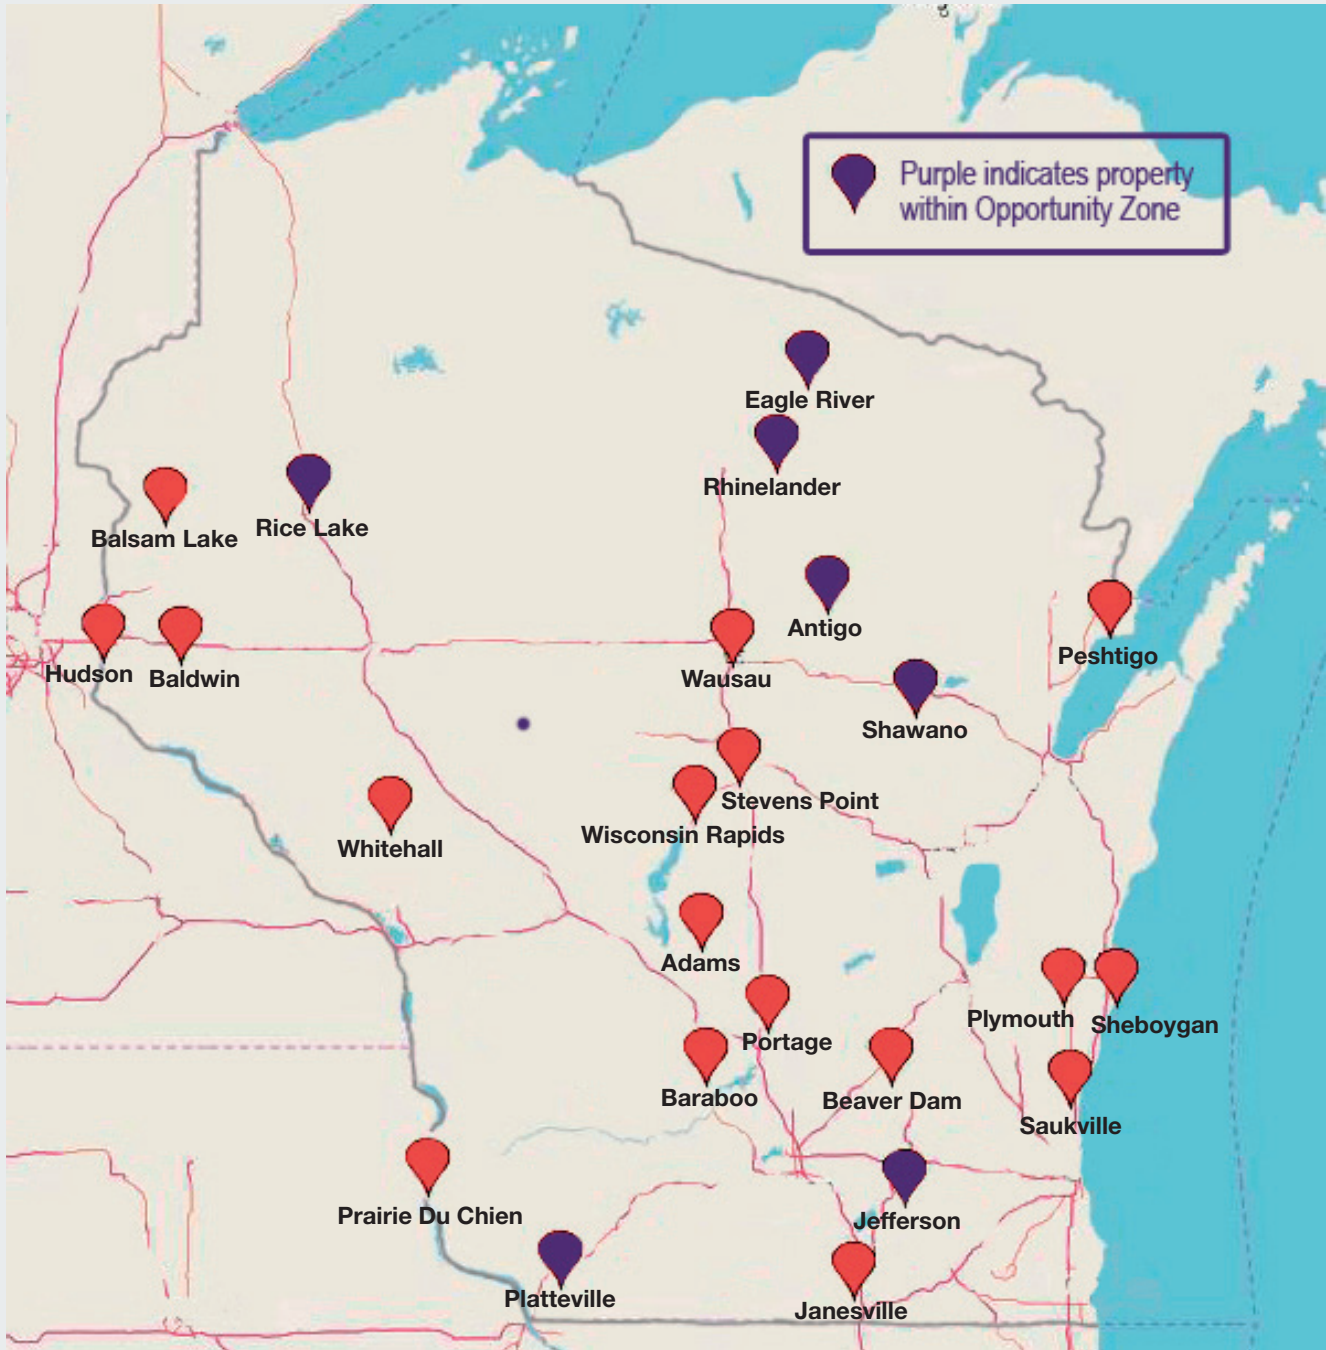 Purple indicates property
within Opportunity Zone
Eagle River
Rhinelander
Rice Lake
Balsam Lake
Antigo
Peshtigo
Hudson
Baldwin
Wausau
Shawano
Stevens Point
Wisconsin Rapids
Whitehall
Adams
Plymouth
Sheboygan
Portage
Baraboo
Beaver Dam
Saukville
Prairie Du Chien
Jefferson
Platteville
Janesville